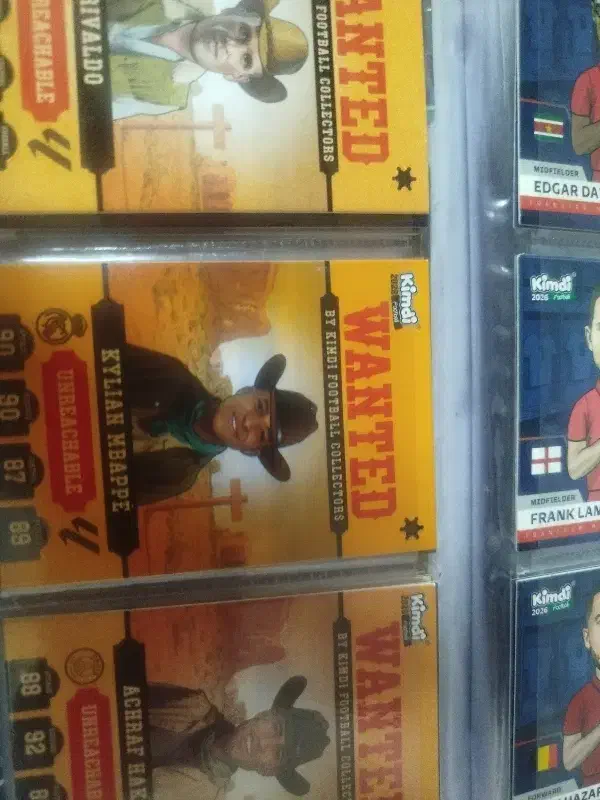 WANTED
FOOTBALL COLLECTORS
RIVALDO
UNREACHABLE
Kimdi
WANTED
BY KIMDI FOOTBALL COLLECTORS
KYLIAN MBAPPÉ
UNREACHABLE
90 90 87 89
Kimdi
WANTE
BY KIMDI FOOTBALL COLLEC
ACHRAF HAK
UNREACHAB
88 92
MIDFIELDER
EDGAR DA
Kimdi
2026
MIDFIELDER
FRANK LAM
Kimdi
2026
FORWARD
HAZAR